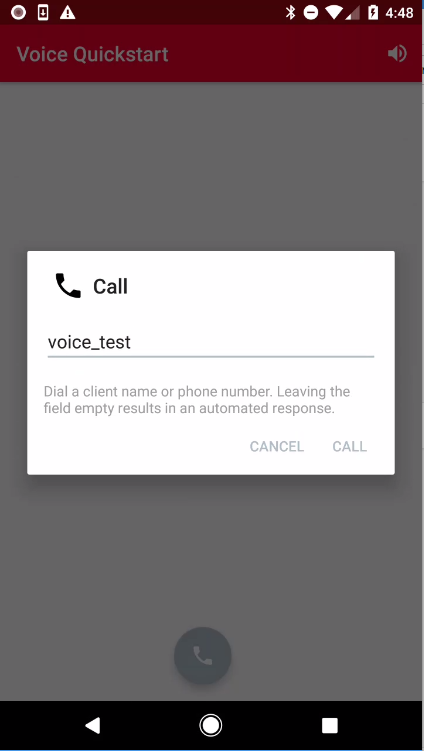 4:48
Voice Quickstart
Call
voice_test
Dial a client name or phone number. Leaving the
field empty results in an automated response.
CANCEL CALL